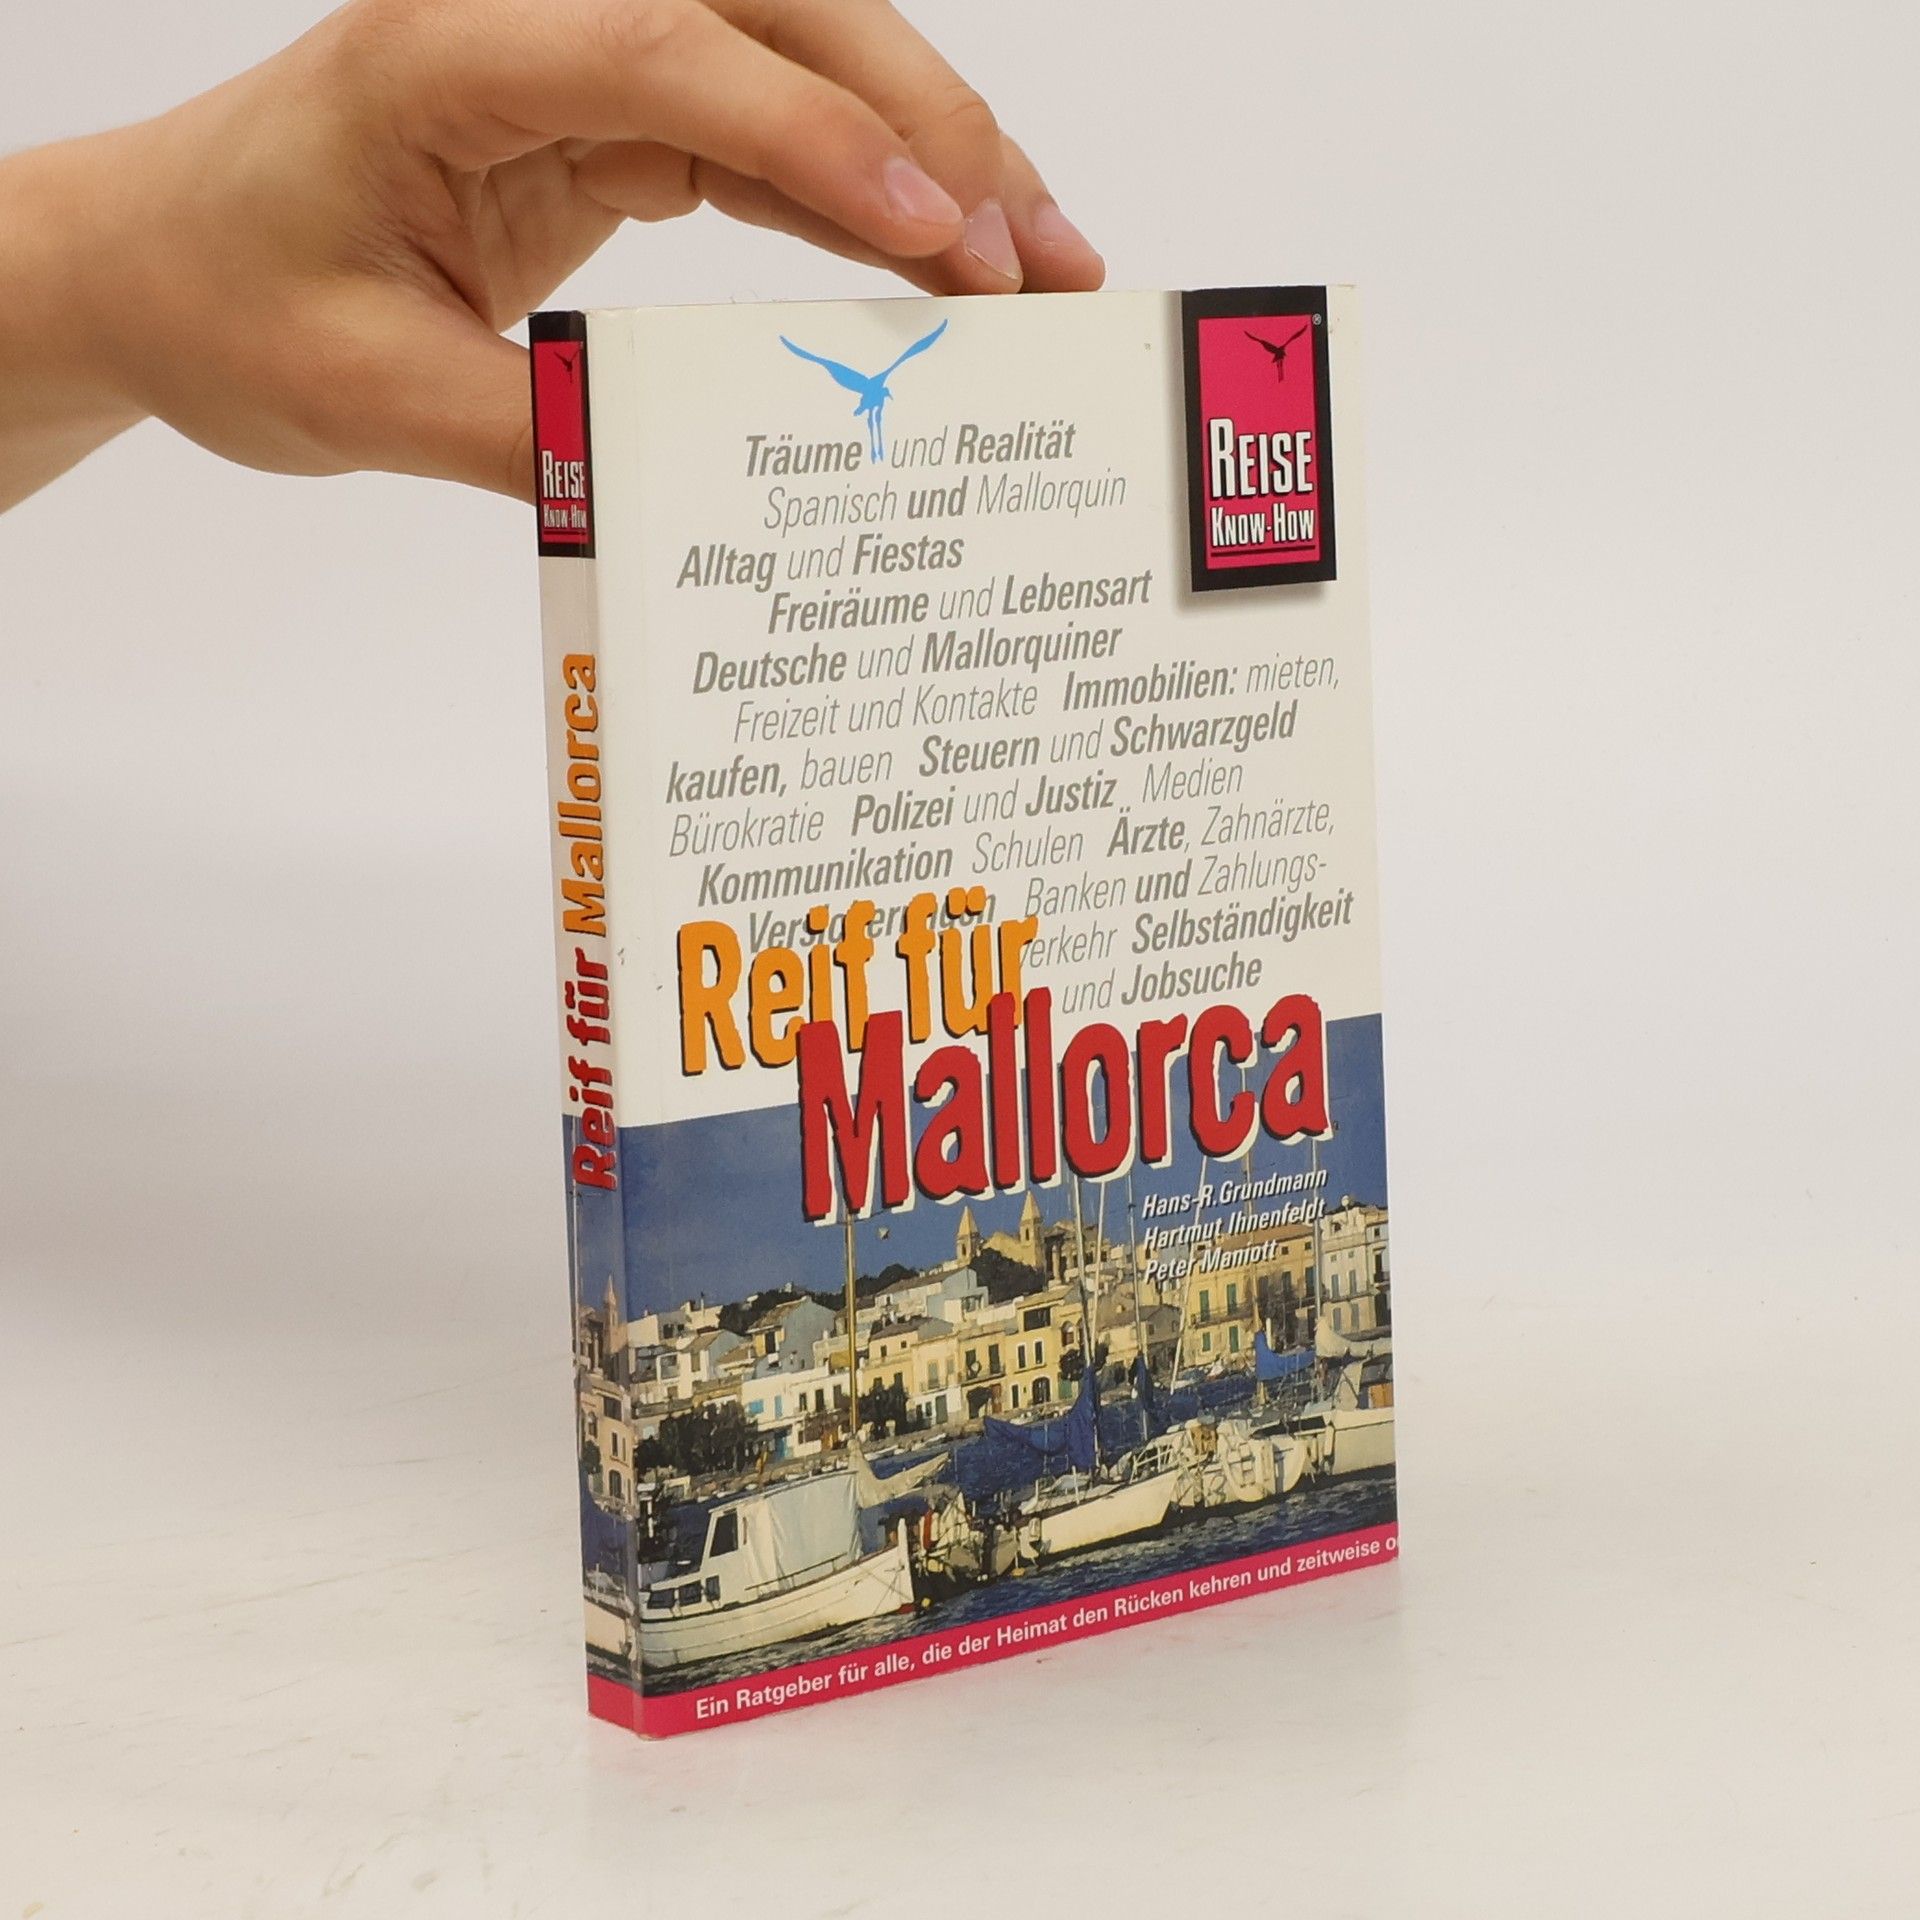 REISE
KNOW-HOW
Reif für Mallorca
Träume und Realität
Spanisch und Mallorquin
Alltag und Fiestas
Freiräume und Lebensart
Deutsche und Mallorquiner
Freizeit und Kontakte Immobilien: mieten,
kaufen, bauen Steuern und Schwarzgeld
Bürokratie Polizei und Justiz Medien
Kommunikation Schulen Ärzte, Zahnärzte,
Versicherungen Banken und Zahlungs-
verkehr Selbständigkeit
und Jobsuche
REISE
KNOW-HOW
®
Reif für
Mallorca
Hans-R. Grundmann
Hartmut Ihnenfeldt
Peter Maniott
Ein Ratgeber für alle, die der Heimat den Rücken kehren und zeitweise o